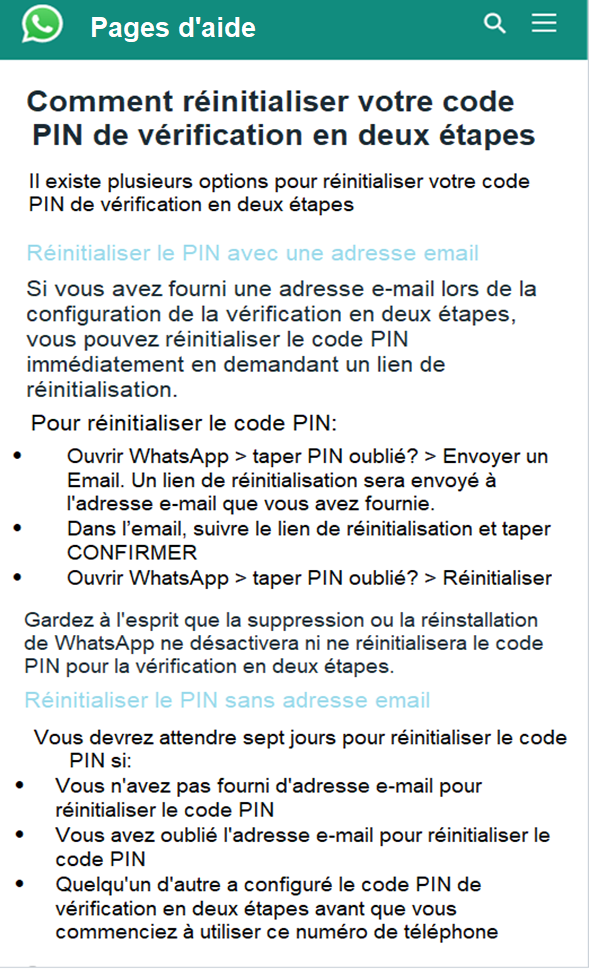 Pages d'aide
Comment réinitialiser votre code
PIN de vérification en deux étapes
Il existe plusieurs options pour réinitialiser votre code
PIN de vérification en deux étapes
Réinitialiser le PIN avec une adresse email
Si vous avez fourni une adresse e-mail lors de la
configuration de la vérification en deux étapes,
vous pouvez réinitialiser le code PIN
immédiatement en demandant un lien de
réinitialisation.
Pour réinitialiser le code PIN:
• Ouvrir WhatsApp > taper PIN oublié? > Envoyer un
Email. Un lien de réinitialisation sera envoyé à
l'adresse e-mail que vous avez fournie.
• Dans l’email, suivre le lien de réinitialisation et taper
CONFIRMER
• Ouvrir WhatsApp > taper PIN oublié? > Réinitialiser
Gardez à l'esprit que la suppression ou la réinstallation
de WhatsApp ne désactivera ni ne réinitialisera le code
PIN pour la vérification en deux étapes.
Réinitialiser le PIN sans adresse email
Vous devrez attendre sept jours pour réinitialiser le code
PIN si:
• Vous n'avez pas fourni d'adresse e-mail pour
réinitialiser le code PIN
• Vous avez oublié l'adresse e-mail pour réinitialiser le
code PIN
• Quelqu'un d'autre a configuré le code PIN de
vérification en deux étapes avant que vous
commenciez à utiliser ce numéro de téléphone